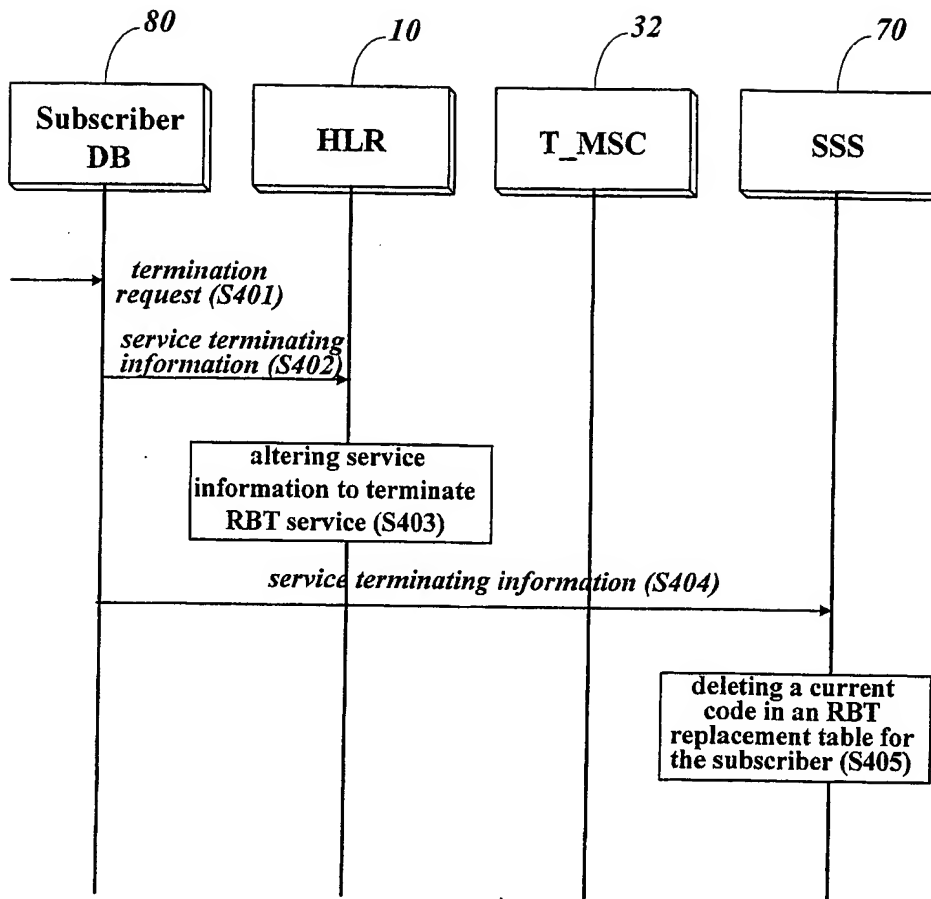 80
10
32
70
Subscriber
DB
HLR
T_MSC
SSS
termination
request (S401)
service terminating
information (S402)
altering service
information to terminate
RBT service (S403)
service terminating information (S404)
deleting a current
code in an RBT
replacement table for
the subscriber (S405)